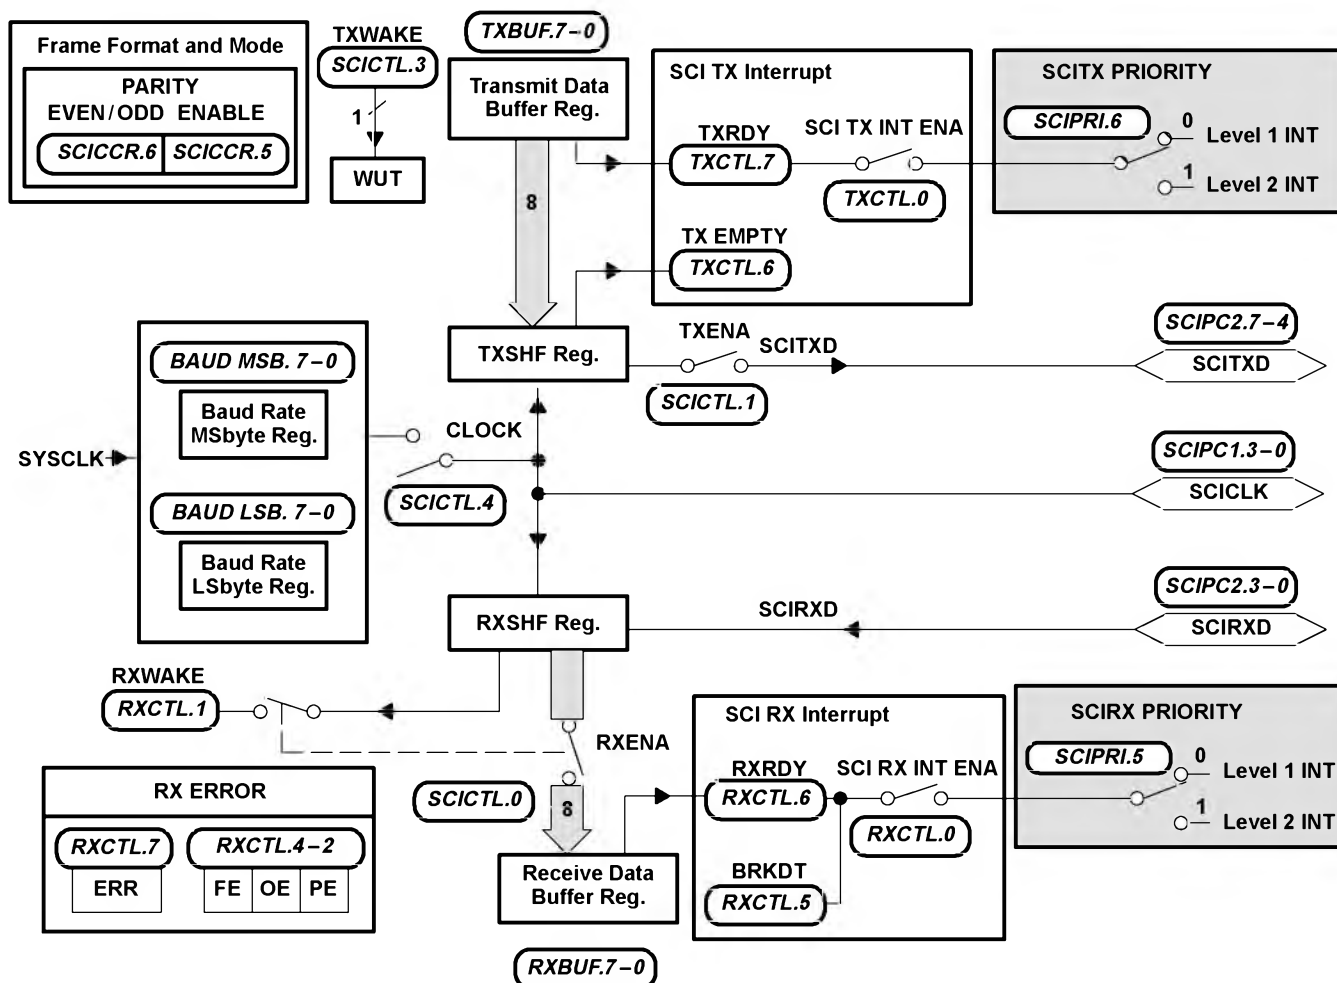 Frame Format and Mode
PARITY
EVEN/ODD ENABLE
SCICCR.6 SCICCR.5
TXWAKE
SCICTL.3
1
WUT
TXBUF.7–0
Transmit Data
Buffer Reg.
8
SCI TX Interrupt
TXRDY
TXCTL.7
SCI TX INT ENA
TXCTL.0
TX EMPTY
TXCTL.6
SCITX PRIORITY
SCIPRI.6
0
Level 1 INT
1
Level 2 INT
BAUD MSB. 7–0
Baud Rate
MSbyte Reg.
SYSCLK
BAUD LSB. 7–0
Baud Rate
LSbyte Reg.
CLOCK
SCICTL.4
TXSHF Reg.
TXENA
SCITXD
SCICTL.1
SCIPC2.7–4
SCITXD
SCIPC1.3–0
SCICLK
SCIPC2.3–0
SCIRXD
RXSHF Reg.
SCIRXD
RXWAKE
RXCTL.1
RXENA
SCICTL.0
8
Receive Data
Buffer Reg.
RXBUF.7–0
RX ERROR
RXCTL.7 RXCTL.4–2
ERR FE OE PE
SCI RX Interrupt
RXRDY
RXCTL.6
SCI RX INT ENA
RXCTL.0
BRKDT
RXCTL.5
SCIRX PRIORITY
SCIPRI.5
0
Level 1 INT
1
Level 2 INT